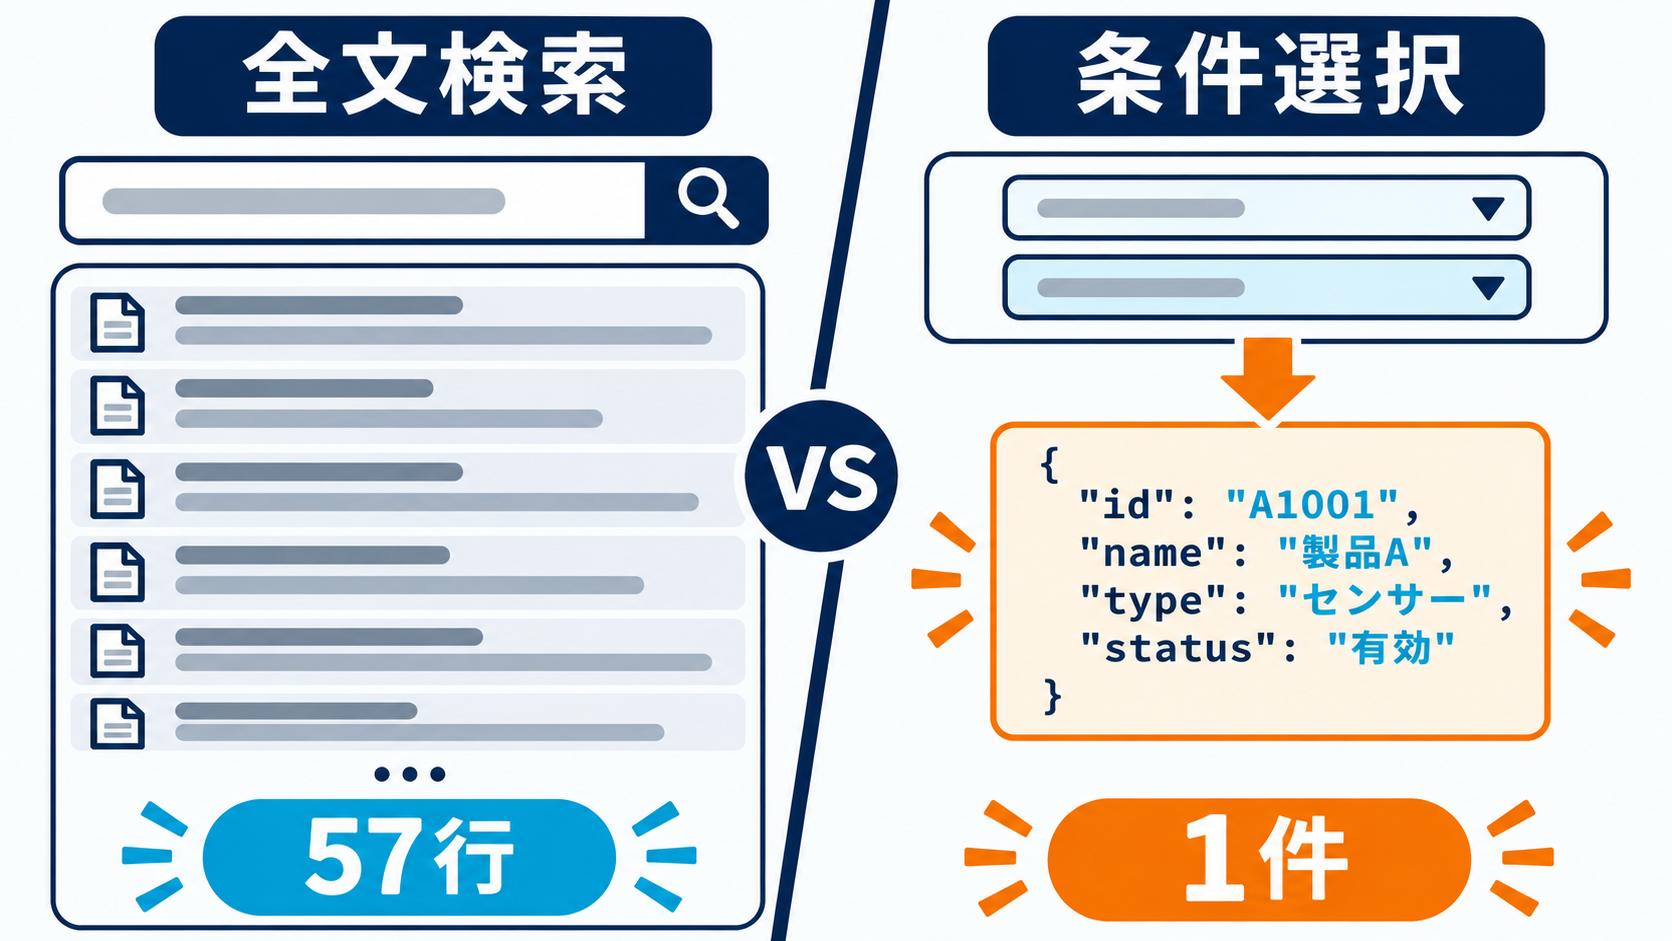 全文検索
57行
VS
条件選択
{
"id": "A1001",
"name": "製品A",
"type": "センサー",
"status": "有効"
}
1件